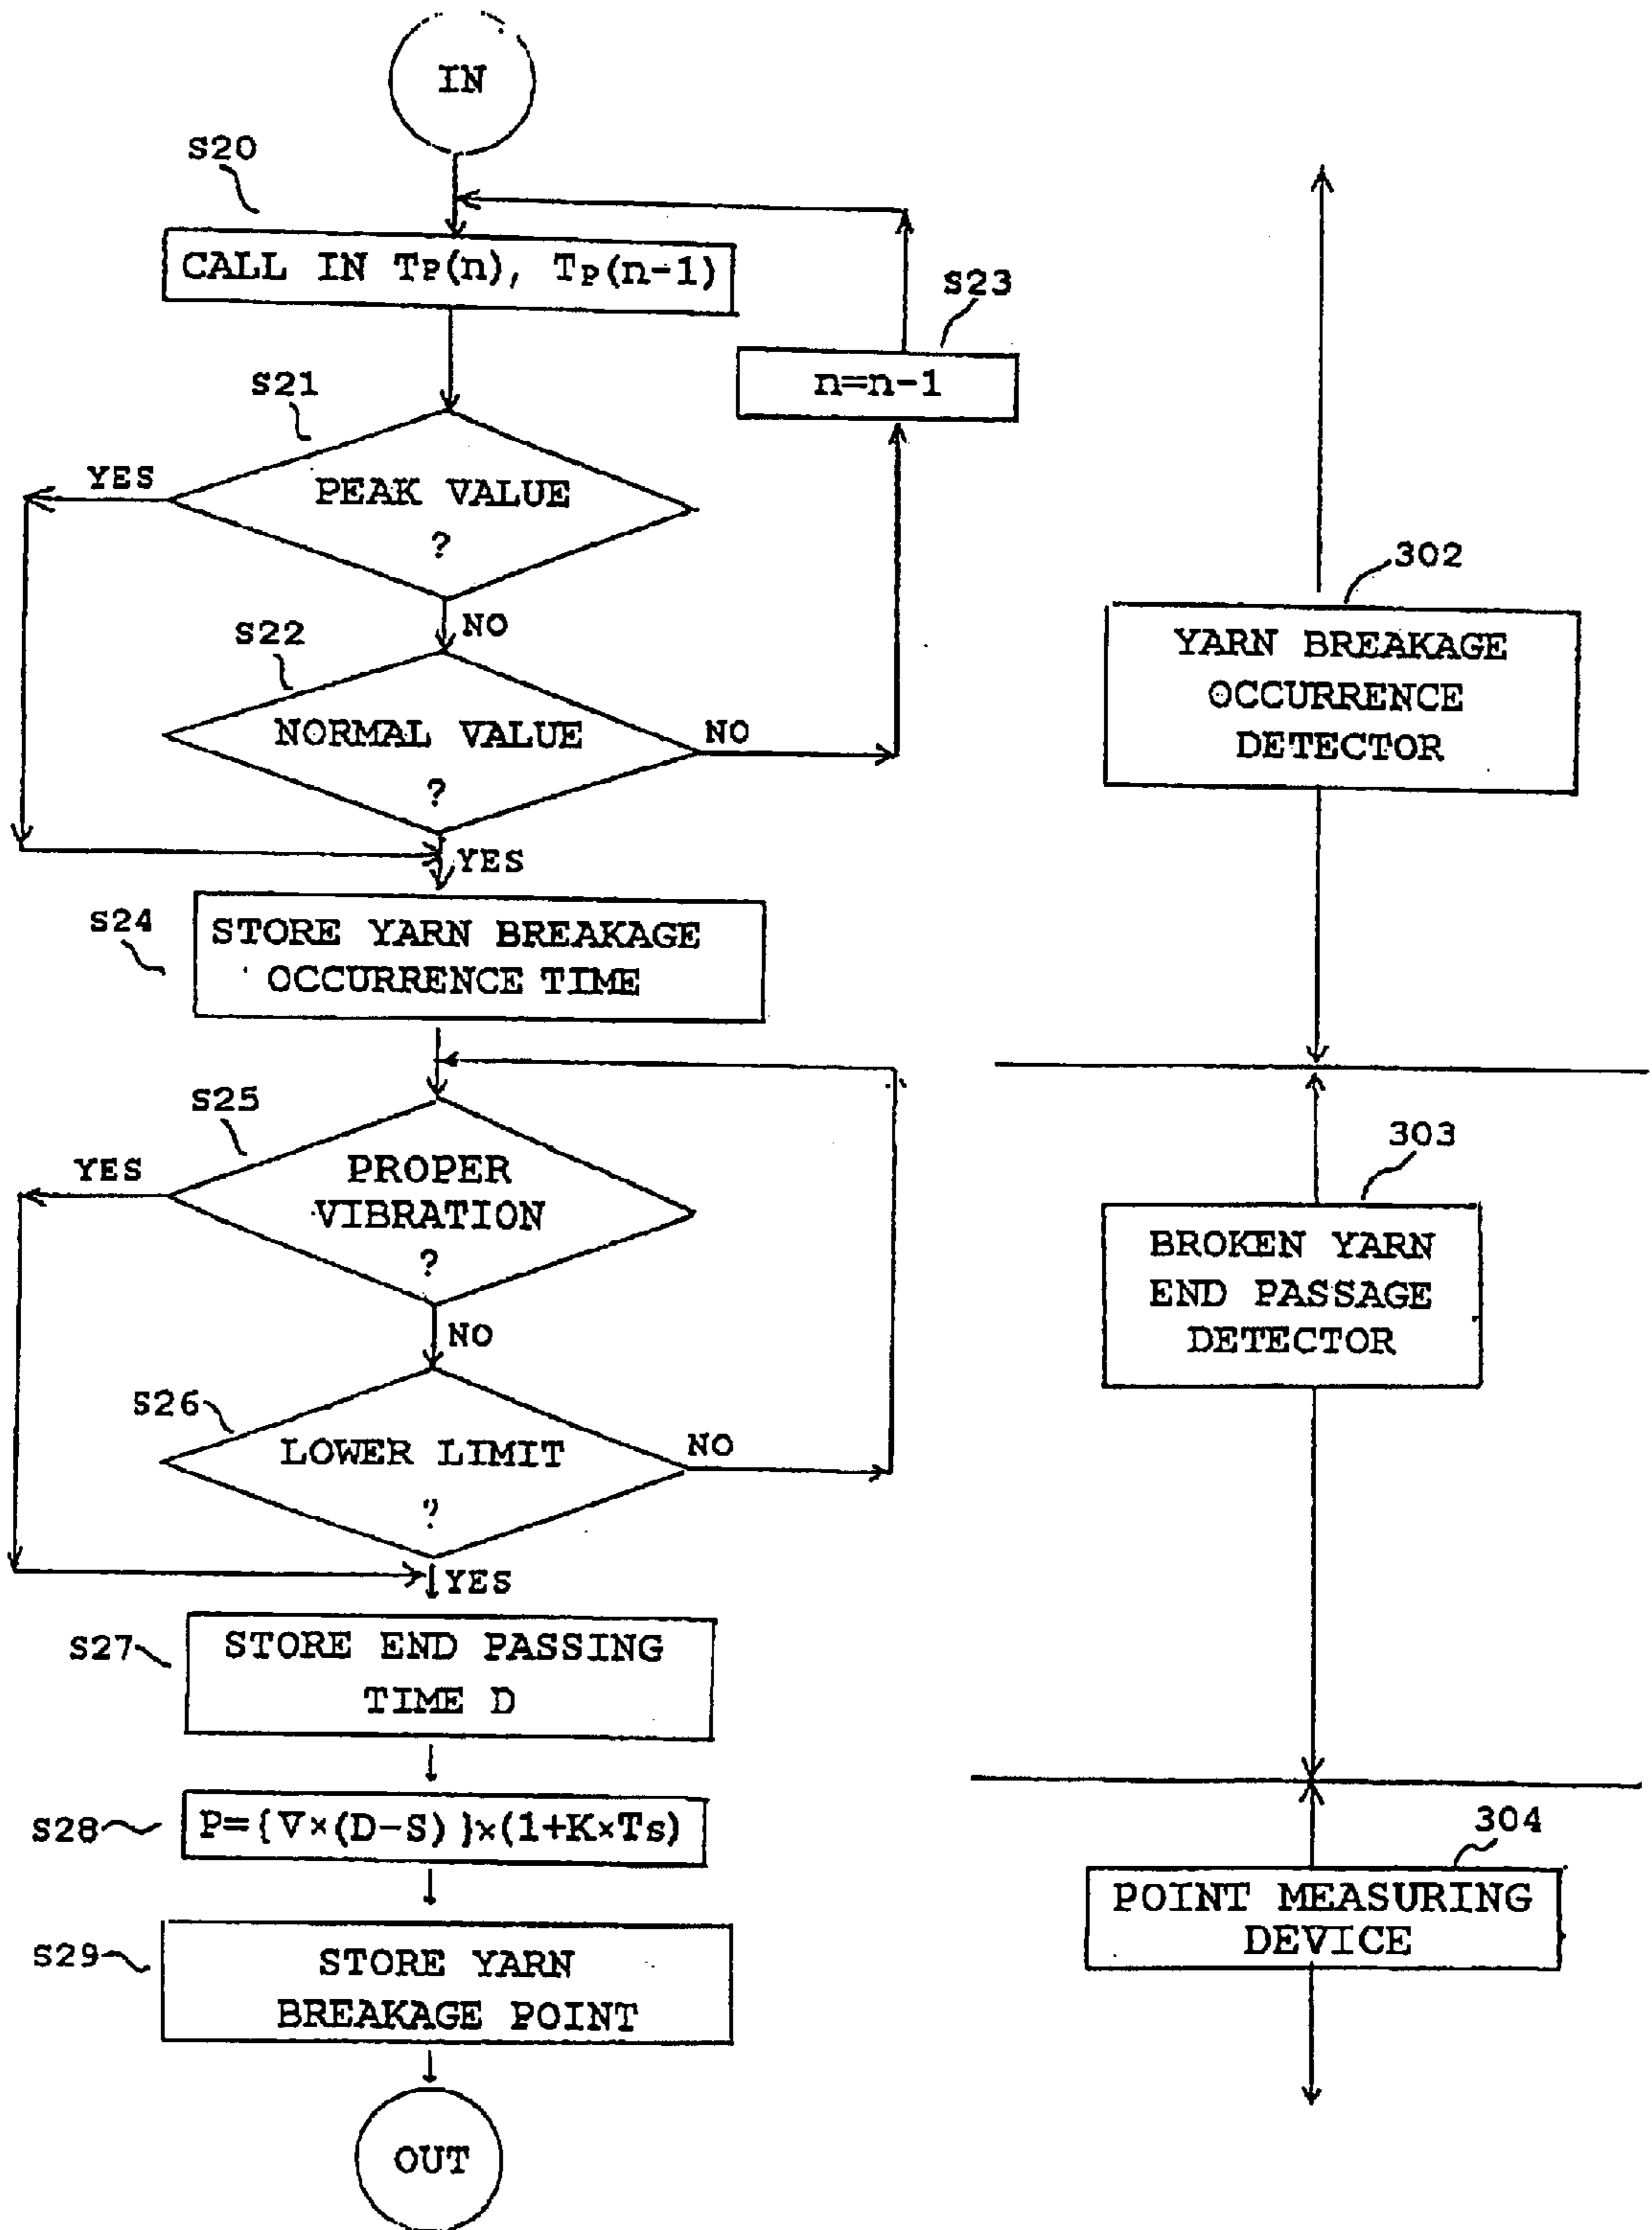 IN
S20
CALL IN TP(n), TP(n-1)
S23
n=n-1
S21
YES
PEAK VALUE
?
NO
S22
NORMAL VALUE
?
NO
YES
302
YARN BREAKAGE
OCCURRENCE
DETECTOR
S24
STORE YARN BREAKAGE
OCCURRENCE TIME
S25
YES
PROPER
VIBRATION
?
NO
303
BROKEN YARN
END PASSAGE
DETECTOR
S26
LOWER LIMIT
?
NO
YES
S27
STORE END PASSING
TIME D
S28
P={V×(D-S)}×(1+K×Ts)
304
POINT MEASURING
DEVICE
S29
STORE YARN
BREAKAGE POINT
OUT